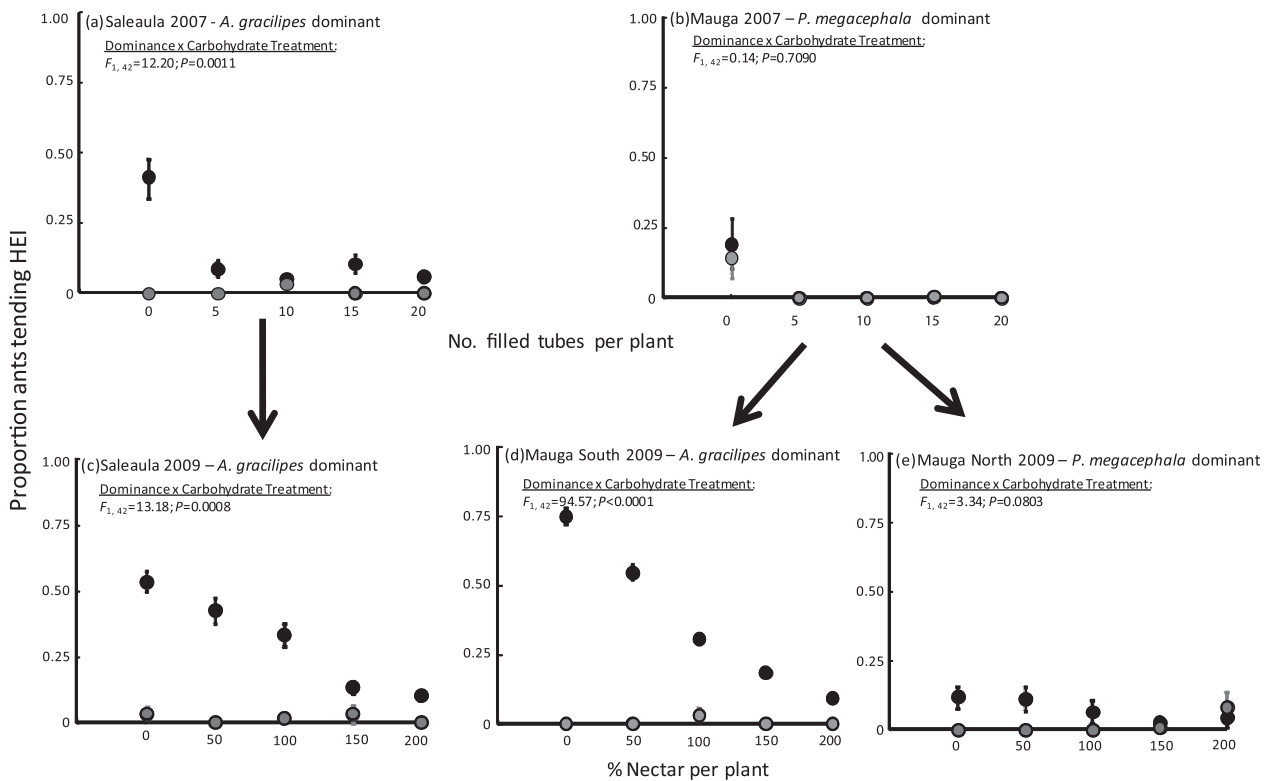 (a)Saleaula 2007 - A. gracilipes dominant
Dominance x Carbohydrate Treatment:
F1, 42=12.20; P=0.0011
1.00
0.75
0.50
0.25
0
0 5 10 15 20
(b)Mauga 2007 – P. megacephala dominant
Dominance x Carbohydrate Treatment:
F1, 42=0.14; P=0.7090
1.00
0.75
0.50
0.25
0
0 5 10 15 20
No. filled tubes per plant
Proportion ants tending HEI
(c)Saleaula 2009 – A. gracilipes dominant
Dominance x Carbohydrate Treatment:
F1, 42=13.18; P=0.0008
1.00
0.75
0.50
0.25
0
0 50 100 150 200
(d)Mauga South 2009 – A. gracilipes dominant
Dominance x Carbohydrate Treatment:
F1, 42=94.57; P<0.0001
1.00
0.75
0.50
0.25
0
0 50 100 150 200
(e)Mauga North 2009 – P. megacephala dominant
Dominance x Carbohydrate Treatment:
F1, 42=3.34; P=0.0803
1.00
0.75
0.50
0.25
0
0 50 100 150 200
% Nectar per plant